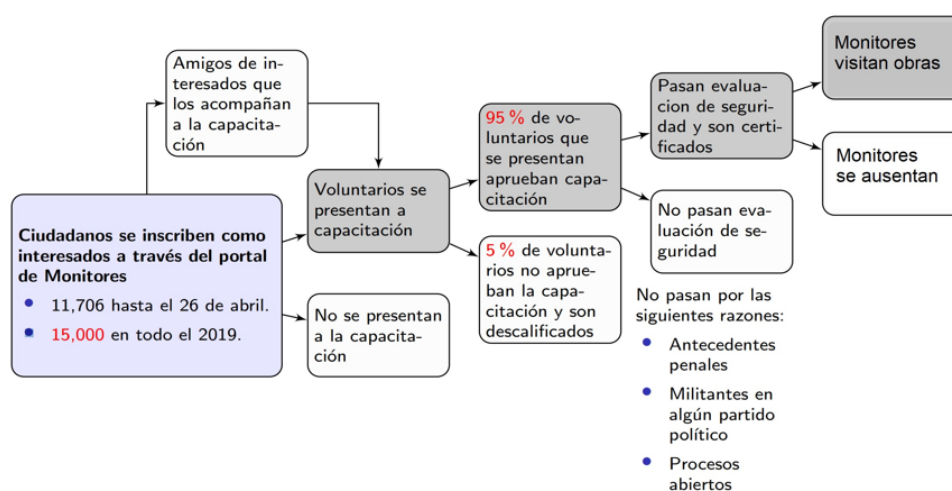 Amigos de in-
teresados que
los acompañan
a la capacita-
ción
Ciudadanos se inscriben como
interesados a través del portal
de Monitores
11,706 hasta el 26 de abril.
15,000 en todo el 2019.
Voluntarios se
presentan a
capacitación
No se presentan
a la capacita-
ción
95 % de vo-
luntarios que
se presentan
aprueban capa-
citación
5 % de volunta-
rios no aprue-
ban la capa-
citación y son
descalificados
Pasan evalua-
cion de seguri-
dad y son certi-
ficados
No pasan eva-
luación de se-
guridad
No pasan por las
siguientes razones:
Antecedentes
penales
Militantes en
algún partido
político
Procesos
abiertos
Monitores
visitan obras
Monitores
se ausentan